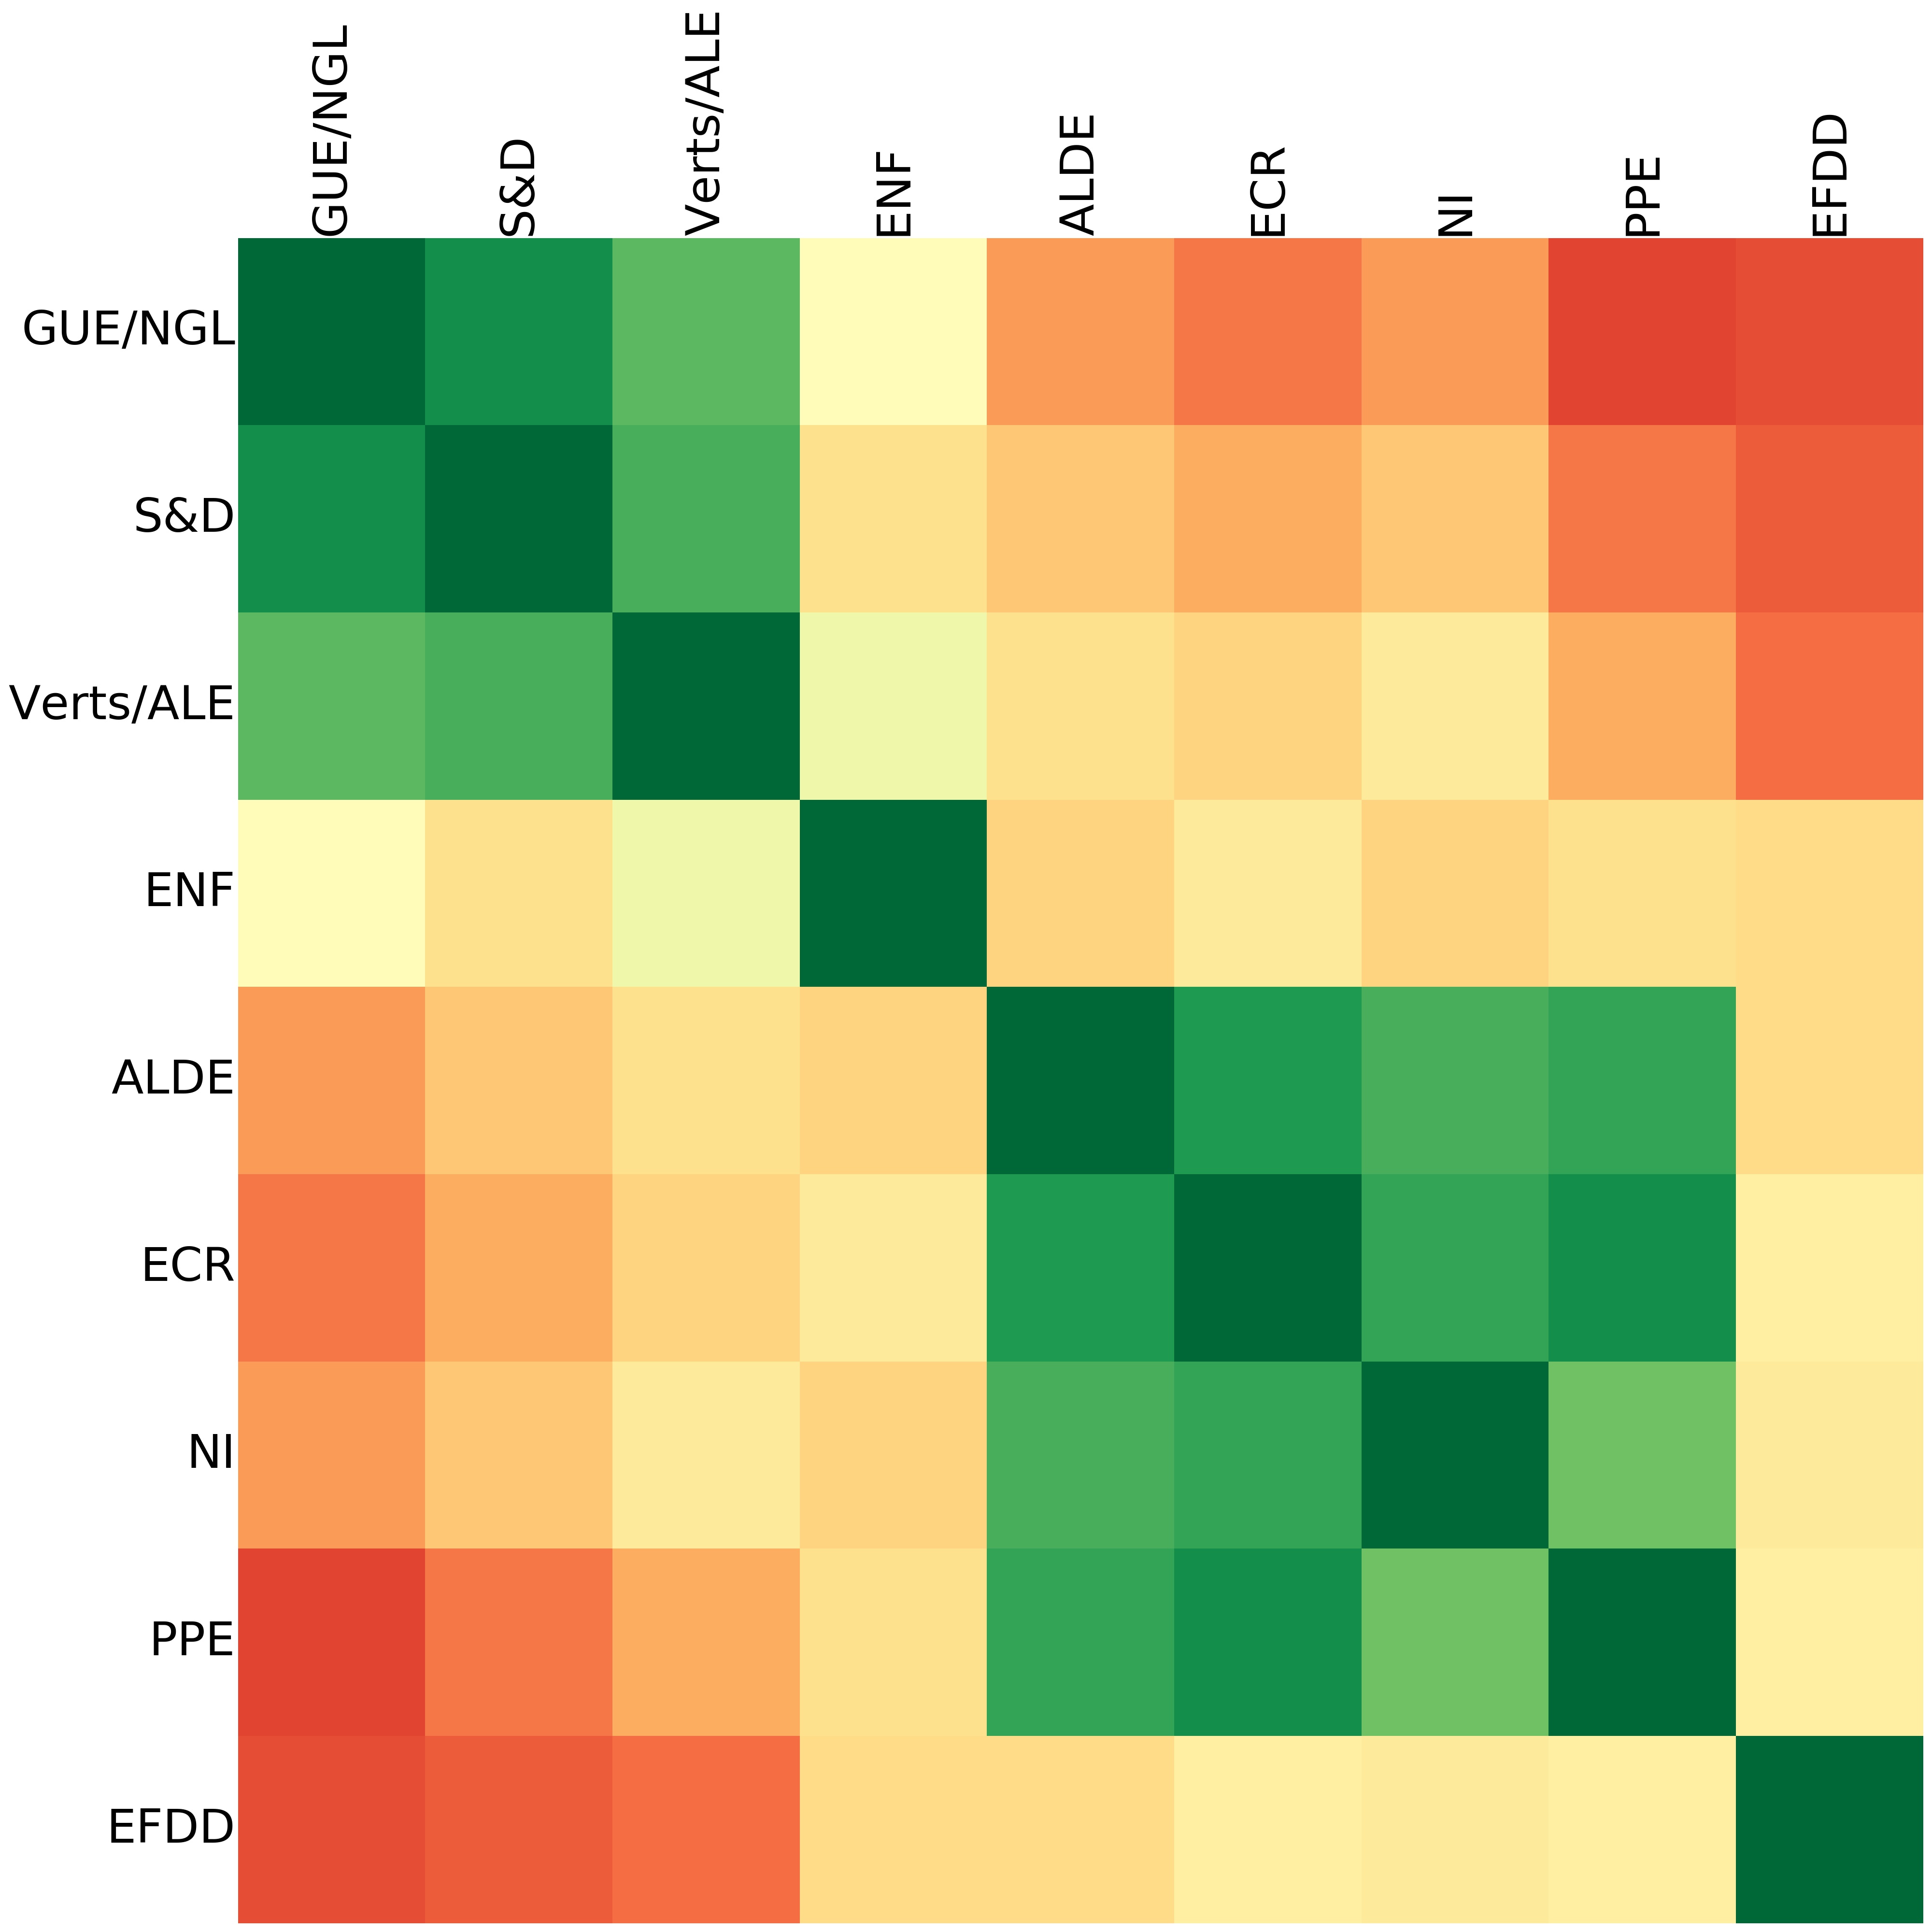 GUE/NGL
S&D
Verts/ALE
ENF
ALDE
ECR
NI
PPE
EFDD
GUE/NGL
S&D
Verts/ALE
ENF
ALDE
ECR
NI
PPE
EFDD